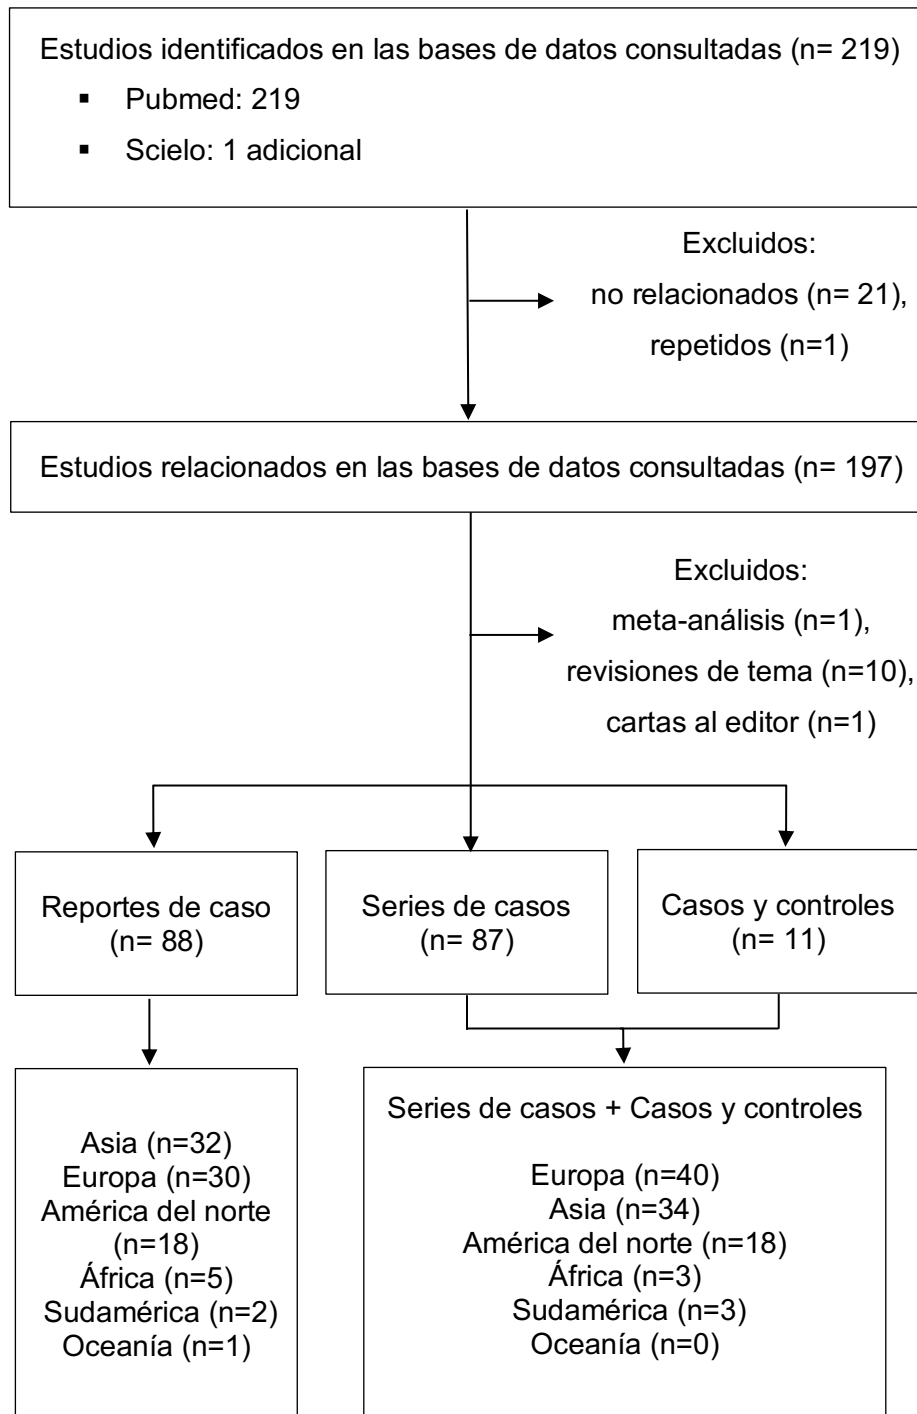 Estudios identificados en las bases de datos consultadas (n= 219)
▪ Pubmed: 219
▪ Scielo: 1 adicional
Excluidos:
no relacionados (n= 21),
repetidos (n=1)
Estudios relacionados en las bases de datos consultadas (n= 197)
Excluidos:
meta-análisis (n=1),
revisiones de tema (n=10),
cartas al editor (n=1)
Reportes de caso
(n= 88)
Series de casos
(n= 87)
Casos y controles
(n= 11)
Asia (n=32)
Europa (n=30)
América del norte
(n=18)
África (n=5)
Sudamérica (n=2)
Oceanía (n=1)
Series de casos + Casos y controles
Europa (n=40)
Asia (n=34)
América del norte (n=18)
África (n=3)
Sudamérica (n=3)
Oceanía (n=0)